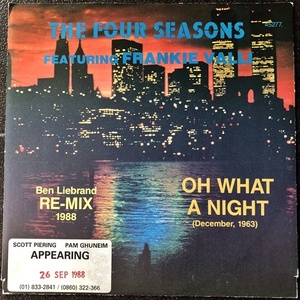 45277.
THE FOUR SEASONS
FEATURING FRANKIE VALLI
Ben Liebrand
RE-MIX
1988
OH WHAT
A NIGHT
(December, 1963)
SCOTT PIERING PAM GHUNEIM
APPEARING
26 SEP 1988
(01) 833-2841 / (0860) 322-366